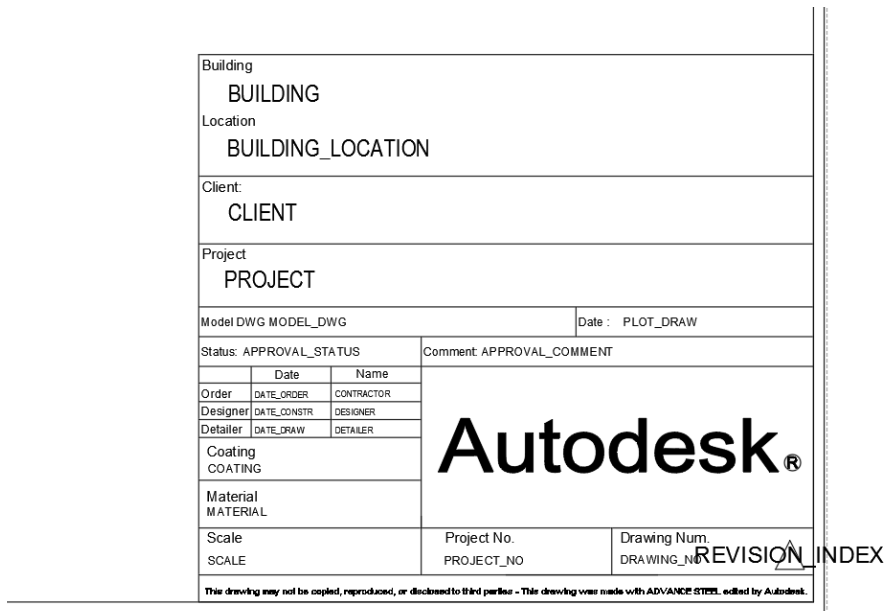 Building
BUILDING
Location
BUILDING_LOCATION
Client:
CLIENT
Project
PROJECT
Model DWG MODEL_DWG Date : PLOT_DRAW
Status: APPROVAL_STATUS Comment: APPROVAL_COMMENT
Date Name
Order DATE_ORDER CONTRACTOR
Designer DATE_CONSTR DESIGNER
Detailer DATE_DRAW DETAILER
Autodesk®
Coating
COATING
Material
MATERIAL
Scale Project No. Drawing Num.
SCALE PROJECT_NO DRAWING_NO REVISION_INDEX
This drawing may not be copied, reproduced, or disclosed to third parties - This drawing was made with ADVANCE STEEL edited by Autodesk.